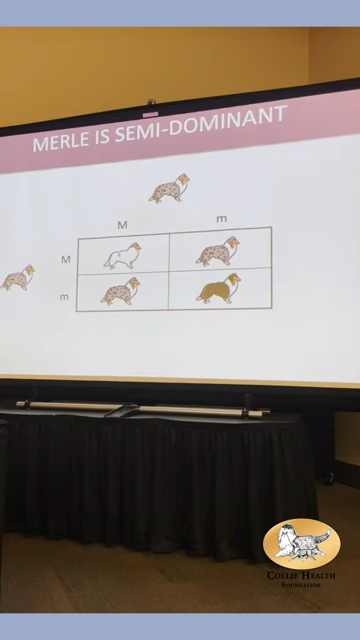 MERLE IS SEMI-DOMINANT
M m
M
m
COLLIE HEALTH
FOUNDATION